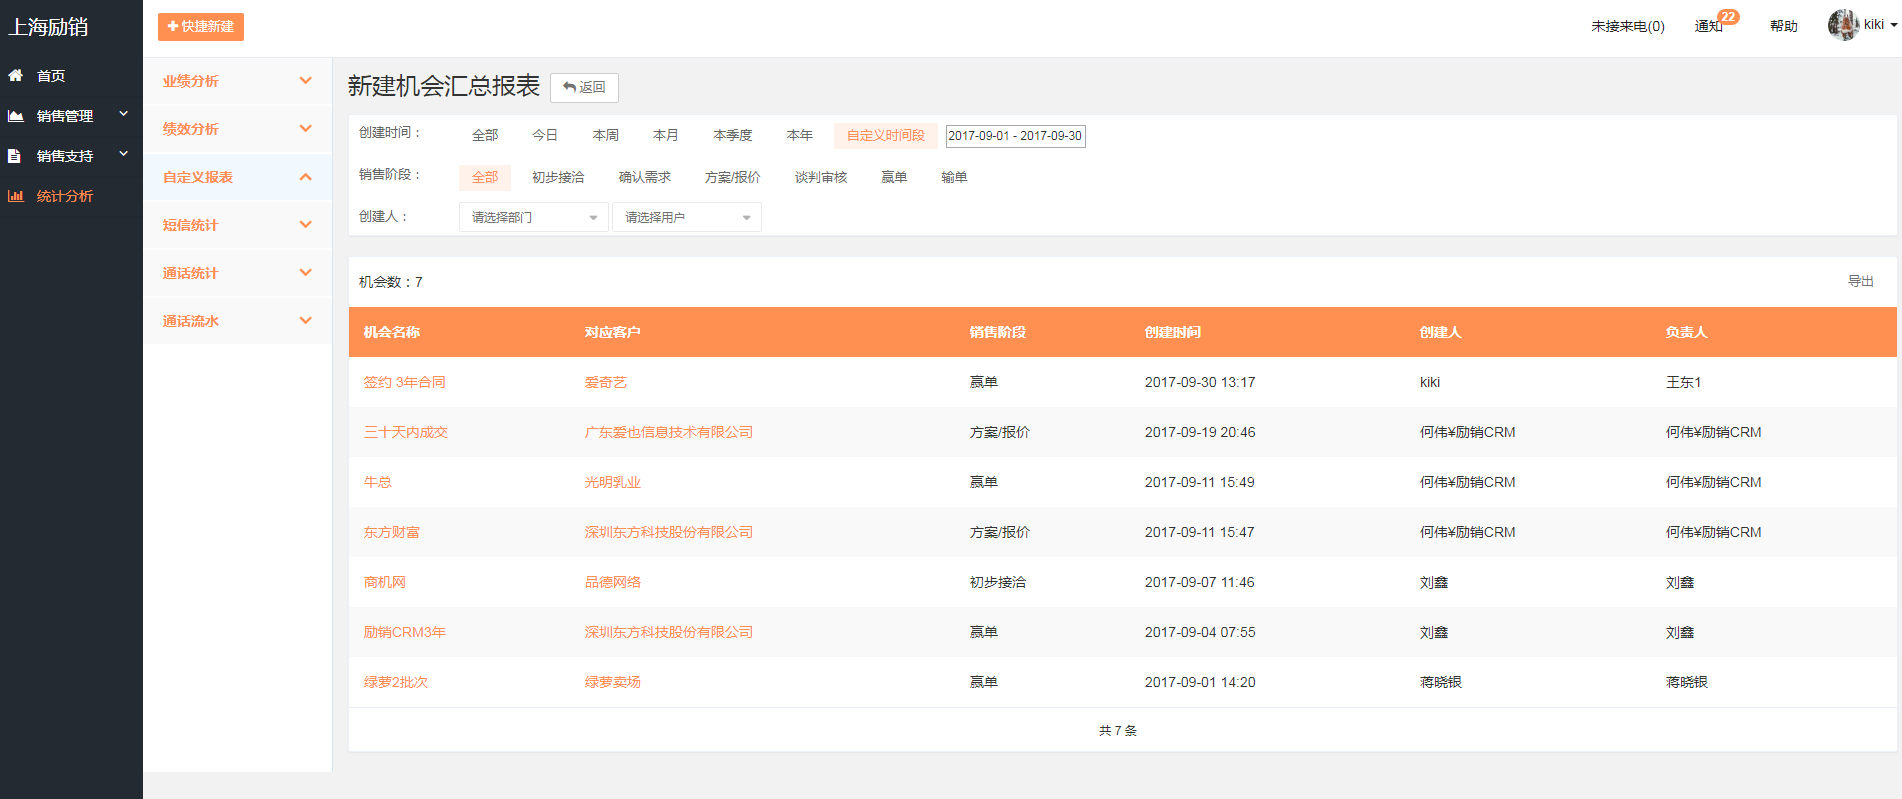 上海励销
快捷新建
未接来电(0) 通知 22 帮助 kiki
首页
销售管理
销售支持
统计分析
业绩分析
绩效分析
自定义报表
短信统计
通话统计
通话流水
新建机会汇总报表 返回
创建时间： 全部 今日 本周 本月 本季度 本年 自定义时间段 2017-09-01 - 2017-09-30
销售阶段： 全部 初步接洽 确认需求 方案/报价 谈判审核 赢单 输单
创建人： 请选择部门 请选择用户
机会数：7 导出
机会名称 对应客户 销售阶段 创建时间 创建人 负责人
签约 3年合同 爱奇艺 赢单 2017-09-30 13:17 kiki 王东1
三十天内成交 广东爱也信息技术有限公司 方案/报价 2017-09-19 20:46 何伟¥励销CRM 何伟¥励销CRM
牛总 光明乳业 赢单 2017-09-11 15:49 何伟¥励销CRM 何伟¥励销CRM
东方财富 深圳东方科技股份有限公司 方案/报价 2017-09-11 15:47 何伟¥励销CRM 何伟¥励销CRM
商机网 品德网络 初步接洽 2017-09-07 11:46 刘鑫 刘鑫
励销CRM3年 深圳东方科技股份有限公司 赢单 2017-09-04 07:55 刘鑫 刘鑫
绿萝2批次 绿萝卖场 赢单 2017-09-01 14:20 蒋晓银 蒋晓银
共 7 条